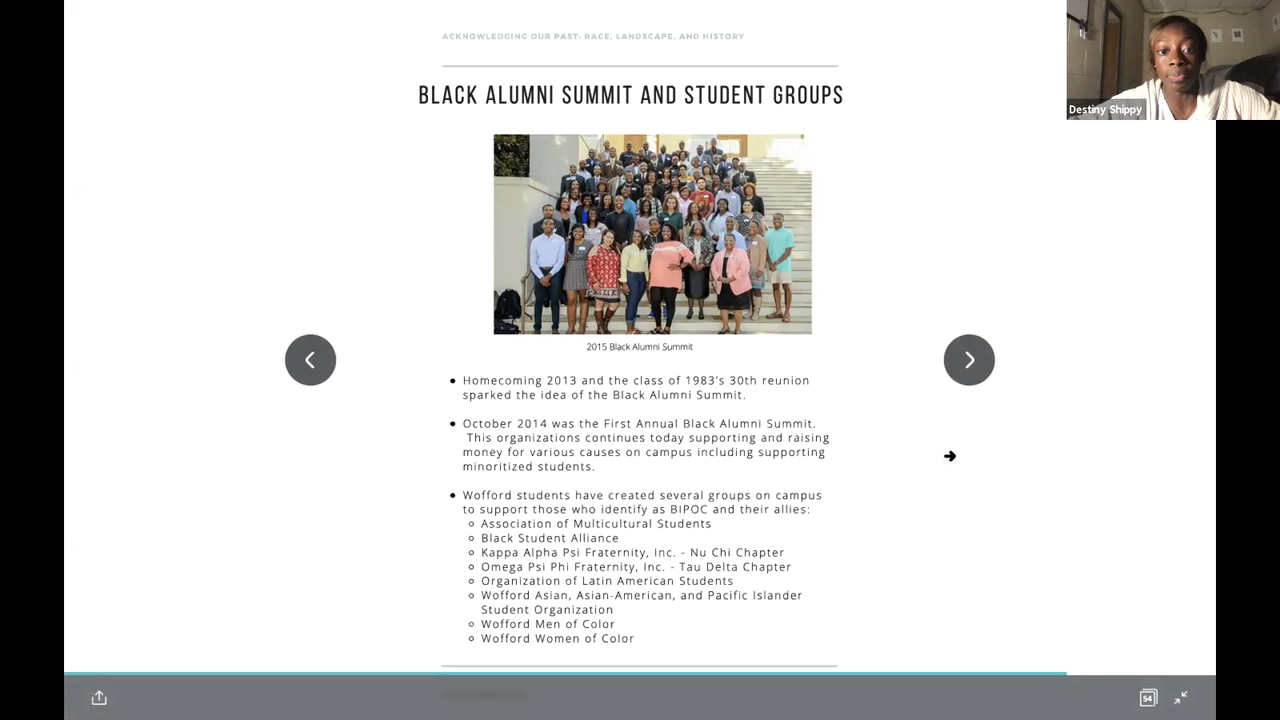 ACKNOWLEDGING OUR PAST: RACE, LANDSCAPE, AND HISTORY
BLACK ALUMNI SUMMIT AND STUDENT GROUPS
Destiny Shippy
2015 Black Alumni Summit
Homecoming 2013 and the class of 1983's 30th reunion
sparked the idea of the Black Alumni Summit.
October 2014 was the First Annual Black Alumni Summit.
This organizations continues today supporting and raising
money for various causes on campus including supporting
minoritized students.
Wofford students have created several groups on campus
to support those who identify as BIPOC and their allies:
Association of Multicultural Students
Black Student Alliance
Kappa Alpha Psi Fraternity, Inc. - Nu Chi Chapter
Omega Psi Phi Fraternity, Inc. - Tau Delta Chapter
Organization of Latin American Students
Wofford Asian, Asian-American, and Pacific Islander
Student Organization
Wofford Men of Color
Wofford Women of Color
54